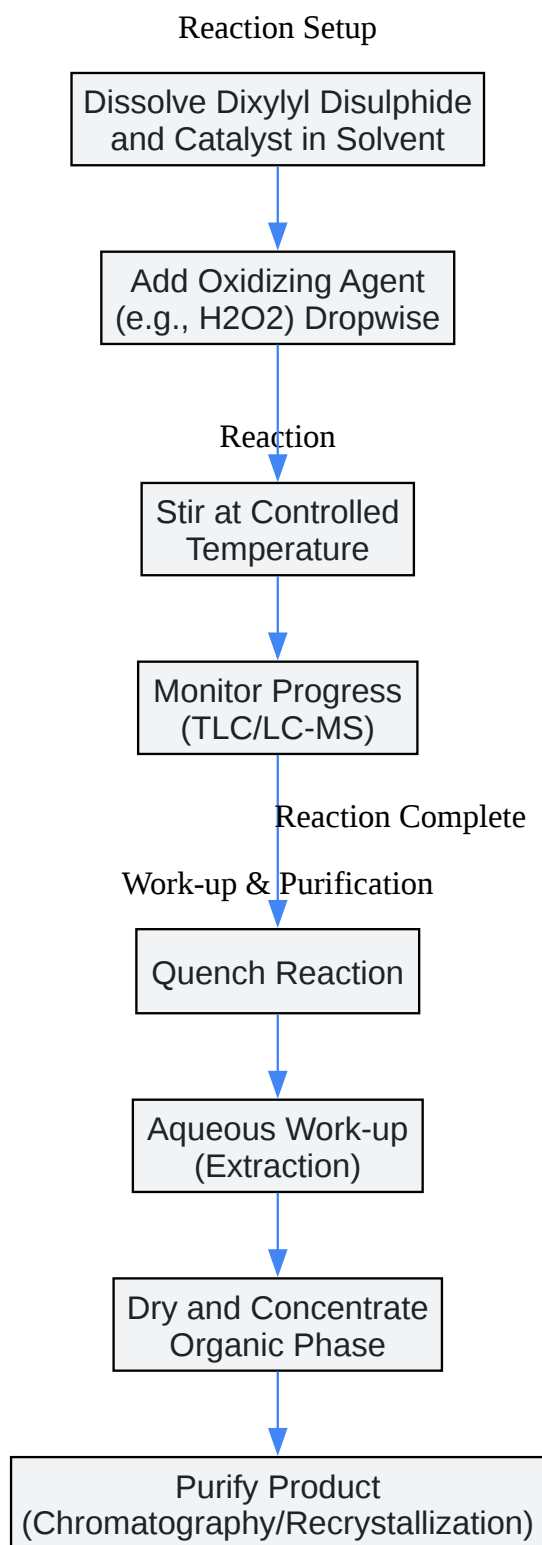 Reaction Setup
Dissolve Dixylyl Disulphide
and Catalyst in Solvent
Add Oxidizing Agent
(e.g., H2O2) Dropwise
Reaction
Stir at Controlled
Temperature
Monitor Progress
(TLC/LC-MS)
Reaction Complete
Work-up & Purification
Quench Reaction
Aqueous Work-up
(Extraction)
Dry and Concentrate
Organic Phase
Purify Product
(Chromatography/Recrystallization)